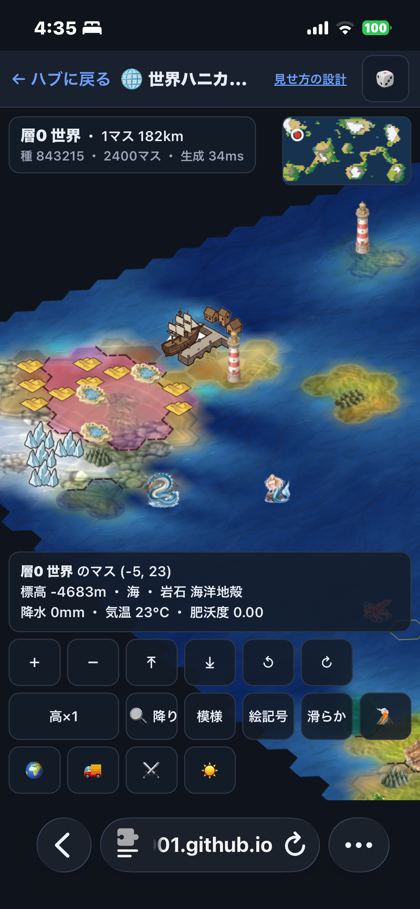 4:35
100
← ハブに戻る 世界ハニカ... 見せ方の設計
層0 世界 ・ 1マス 182km
種 843215 ・ 2400マス ・ 生成 34ms
層0 世界 のマス (-5, 23)
標高 -4683m ・ 海 ・ 岩石 海洋地殻
降水 0mm ・ 気温 23°C ・ 肥沃度 0.00
+ −
高×1 降り 模様 絵記号 滑らか
01.github.io